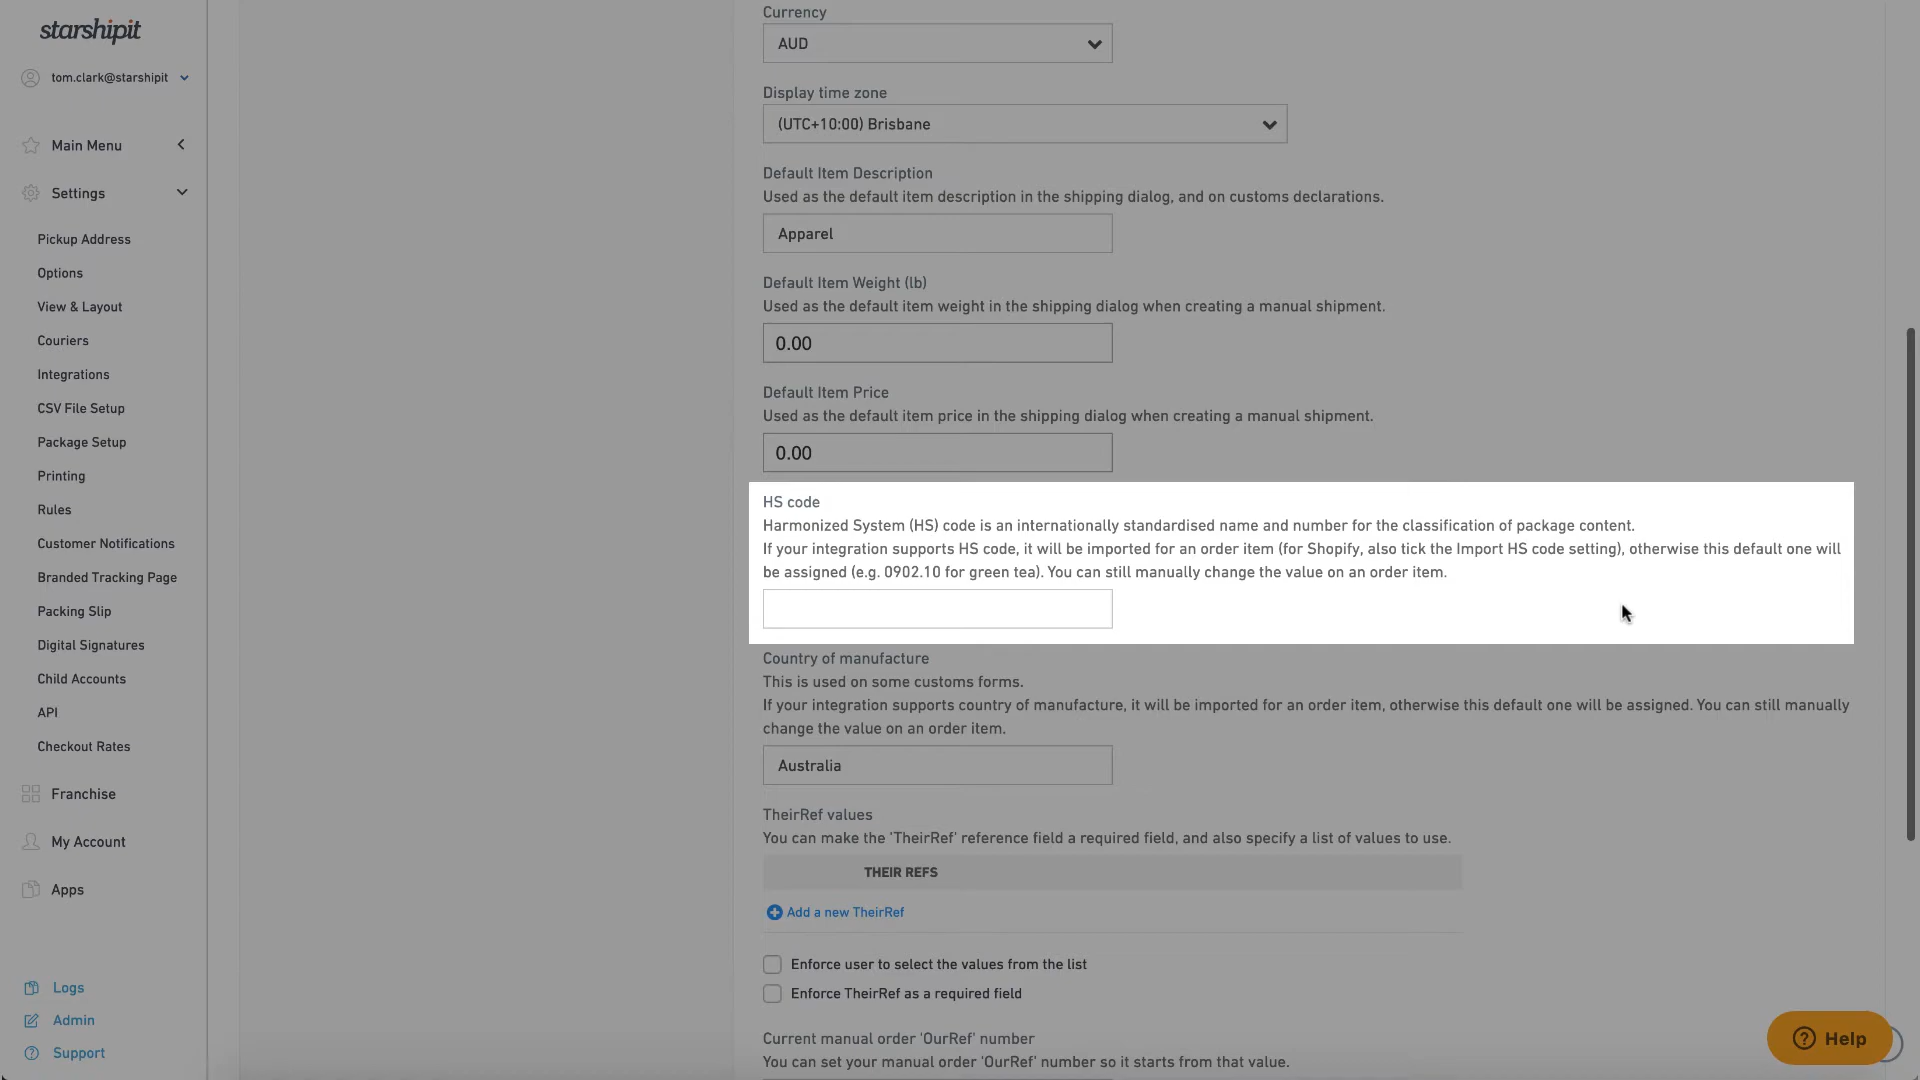 starshipit
tom.clark@starshipit
Main Menu
Settings
Pickup Address
Options
View & Layout
Couriers
Integrations
CSV File Setup
Package Setup
Printing
Rules
Customer Notifications
Branded Tracking Page
Packing Slip
Digital Signatures
Child Accounts
API
Checkout Rates
Franchise
My Account
Apps
Logs
Admin
Support
Currency
AUD
Display time zone
(UTC+10:00) Brisbane
Default Item Description
Used as the default item description in the shipping dialog, and on customs declarations.
Apparel
Default Item Weight (lb)
Used as the default item weight in the shipping dialog when creating a manual shipment.
0.00
Default Item Price
Used as the default item price in the shipping dialog when creating a manual shipment.
0.00
HS code
Harmonized System (HS) code is an internationally standardised name and number for the classification of package content.
If your integration supports HS code, it will be imported for an order item (for Shopify, also tick the Import HS code setting), otherwise this default one will
be assigned (e.g. 0902.10 for green tea). You can still manually change the value on an order item.
Country of manufacture
This is used on some customs forms.
If your integration supports country of manufacture, it will be imported for an order item, otherwise this default one will be assigned. You can still manually
change the value on an order item.
Australia
TheirRef values
You can make the 'TheirRef' reference field a required field, and also specify a list of values to use.
THEIR REFS
Add a new TheirRef
Enforce user to select the values from the list
Enforce TheirRef as a required field
Current manual order 'OurRef' number
You can set your manual order 'OurRef' number so it starts from that value.
Help